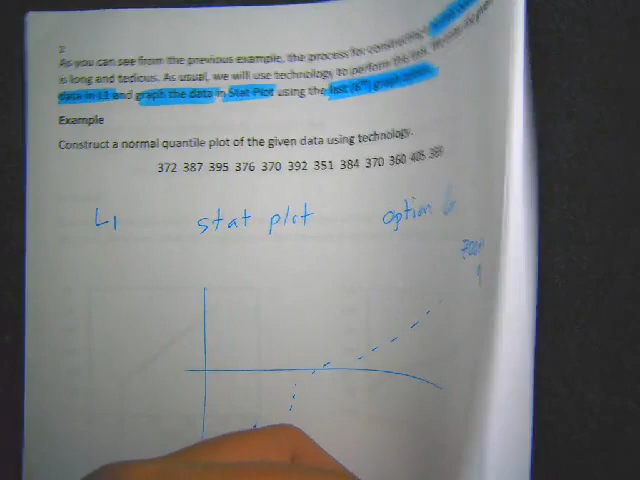 2
As you can see from the previous example, the process for constructing
is long and tedious. As usual, we will use technology to perform this task.
data in L1 and graph the data in Stat Plot using the last (6th) graph
Example
Construct a normal quantile plot of the given data using technology.
372 387 395 376 370 392 351 384 370 360 405
L1 stat plot option 6
zoom
9